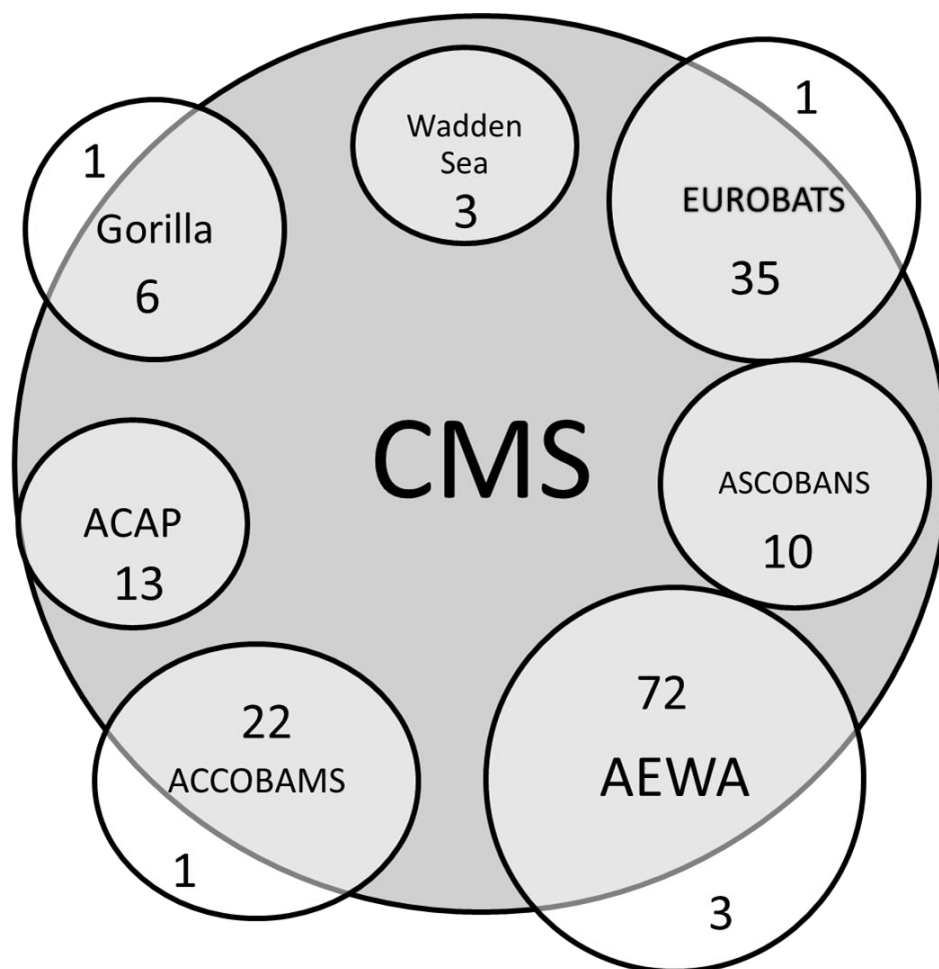 Wadden
Sea
3
1
EUROBATS
35
1
Gorilla
6
CMS
ASCOBANS
10
ACAP
13
22
ACCOBAMS
1
72
AEWA
3